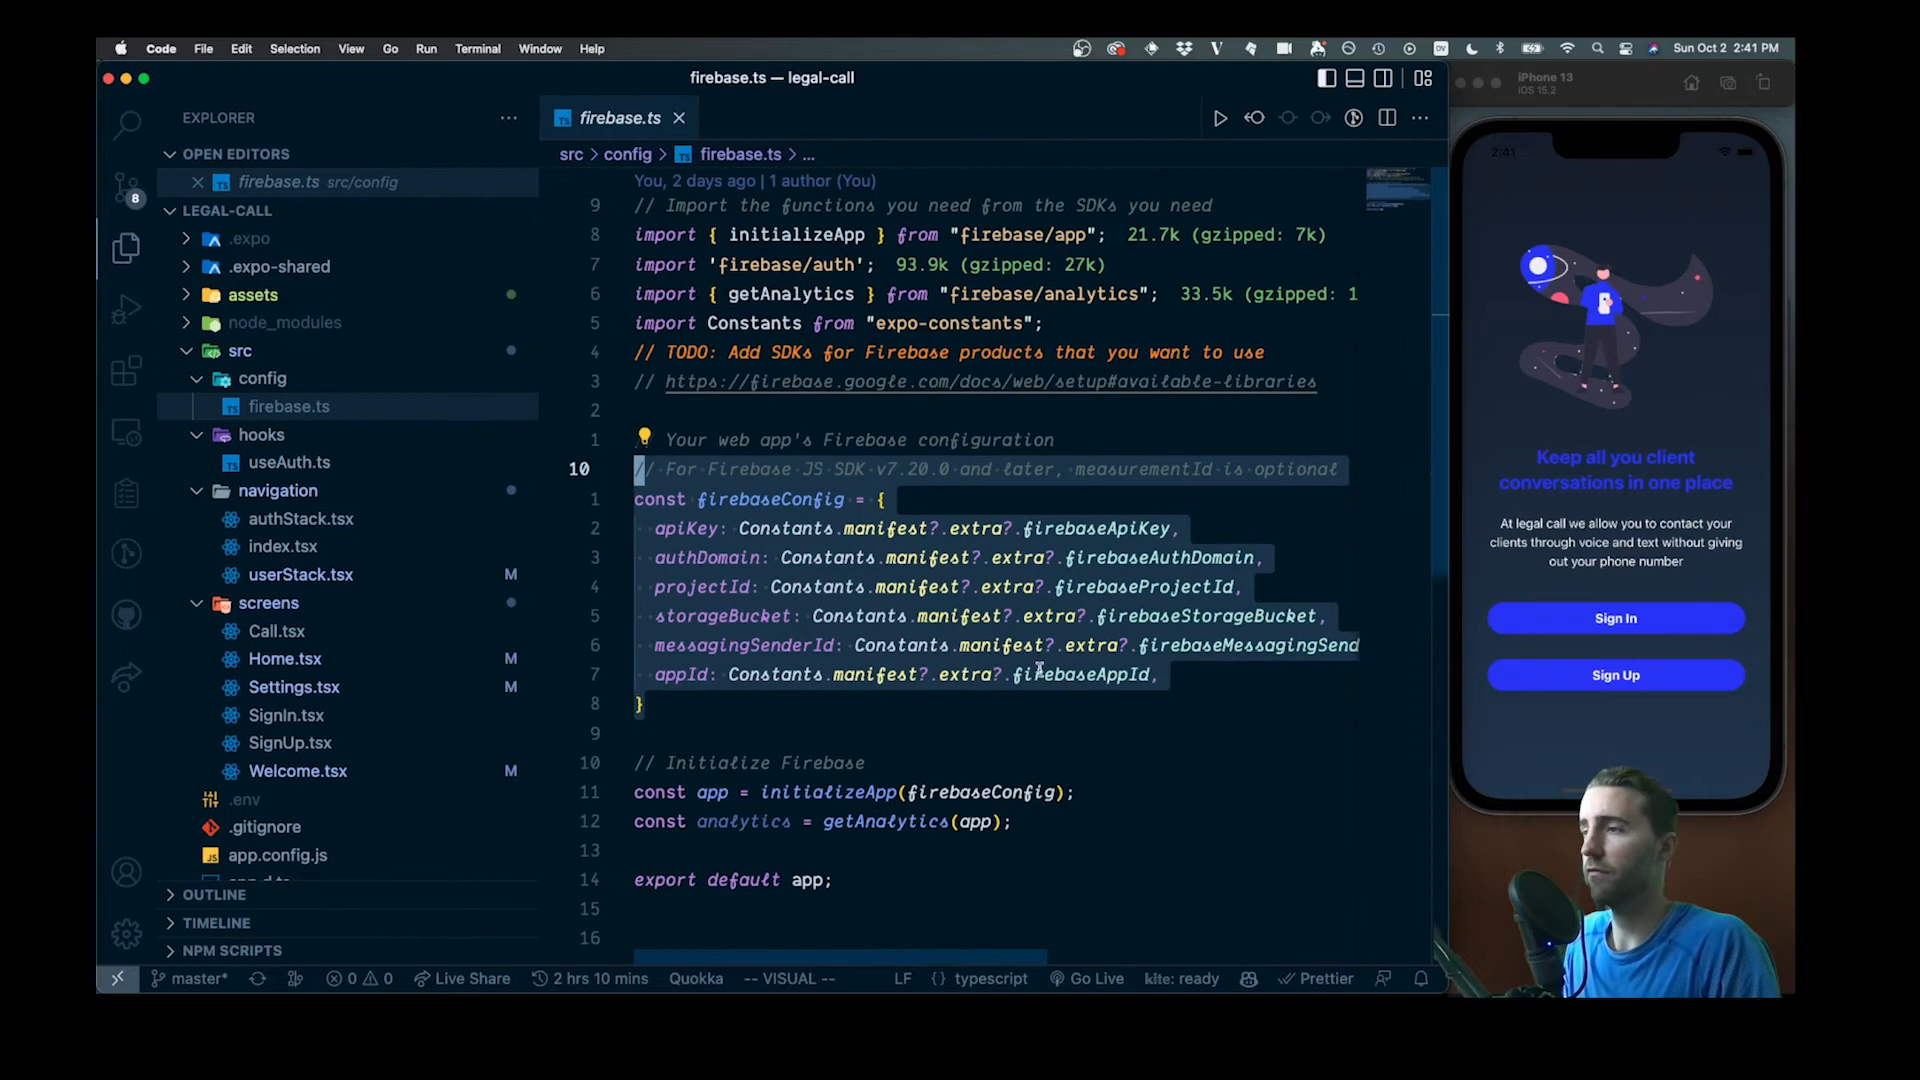 Code File Edit Selection View Go Run Terminal Window Help
Sun Oct 2 2:41 PM
firebase.ts — legal-call
iPhone 13
iOS 15.2
EXPLORER
OPEN EDITORS
firebase.ts src/config
8
LEGAL-CALL
.expo
.expo-shared
assets
node_modules
src
config
firebase.ts
hooks
useAuth.ts
navigation
authStack.tsx
index.tsx
userStack.tsx M
screens
Call.tsx
Home.tsx M
Settings.tsx M
SignIn.tsx
SignUp.tsx
Welcome.tsx M
.env
.gitignore
app.config.js
OUTLINE
TIMELINE
NPM SCRIPTS
TS firebase.ts
src > config > TS firebase.ts > ...
You, 2 days ago | 1 author (You)
9 // Import the functions you need from the SDKs you need
8 import { initializeApp } from "firebase/app"; 21.7k (gzipped: 7k)
7 import 'firebase/auth'; 93.9k (gzipped: 27k)
6 import { getAnalytics } from "firebase/analytics"; 33.5k (gzipped: 1
5 import Constants from "expo-constants";
4 // TODO: Add SDKs for Firebase products that you want to use
3 // https://firebase.google.com/docs/web/setup#available-libraries
2
1 Your web app's Firebase configuration
10 // For Firebase JS SDK v7.20.0 and later, measurementId is optional
1 const firebaseConfig = {
2 apiKey: Constants.manifest?.extra?.firebaseApiKey,
3 authDomain: Constants.manifest?.extra?.firebaseAuthDomain,
4 projectId: Constants.manifest?.extra?.firebaseProjectId,
5 storageBucket: Constants.manifest?.extra?.firebaseStorageBucket,
6 messagingSenderId: Constants.manifest?.extra?.firebaseMessagingSend
7 appId: Constants.manifest?.extra?.firebaseAppId,
8 }
9
10 // Initialize Firebase
11 const app = initializeApp(firebaseConfig);
12 const analytics = getAnalytics(app);
13
14 export default app;
15
16
master* 0 0 Live Share 2 hrs 10 mins Quokka -- VISUAL -- LF {} typescript Go Live kite: ready Prettier
2:41
Keep all you client
conversations in one place
At legal call we allow you to contact your
clients through voice and text without giving
out your phone number
Sign In
Sign Up